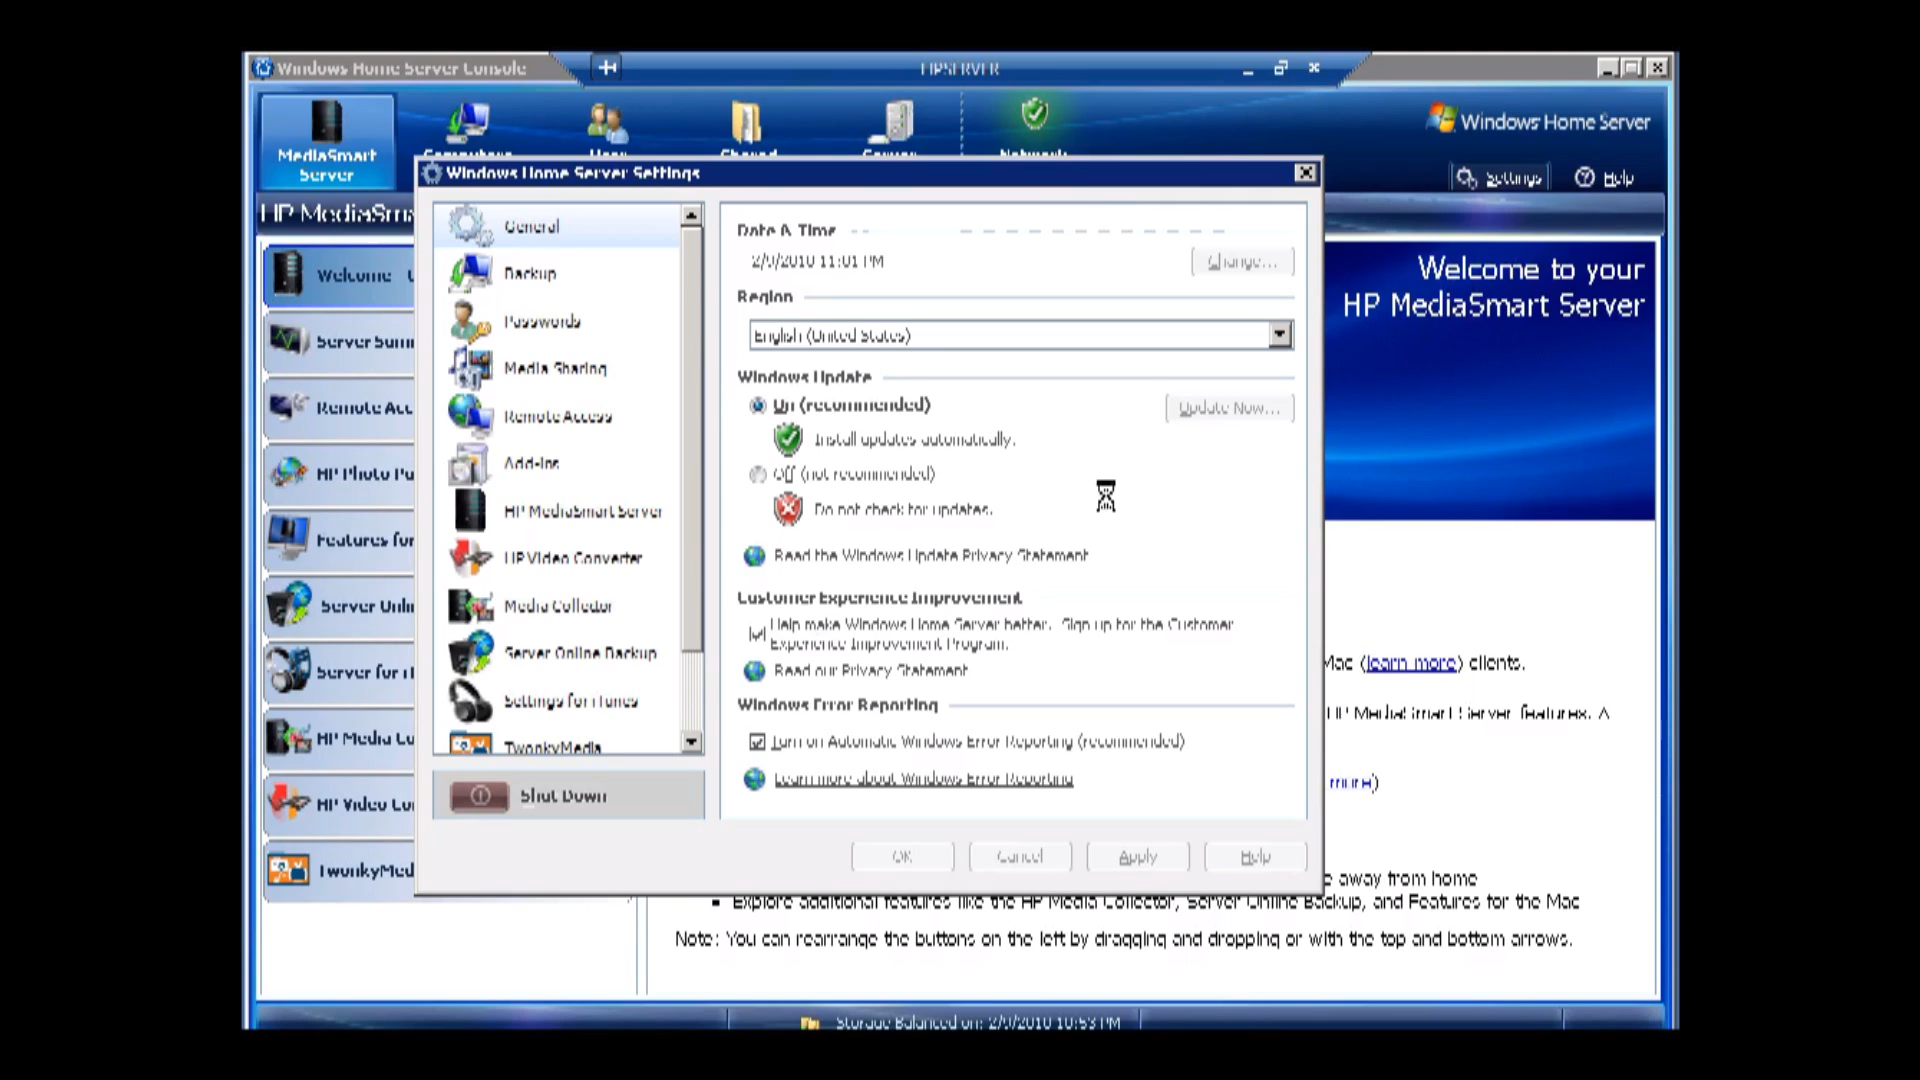 Windows Home Server Console
HPSERVER
MediaSmart
Server
Windows Home Server
Settings
Help
Windows Home Server Settings
HP MediaSma
General
Backup
Passwords
Media Sharing
Remote Access
Add-ins
HP MediaSmart Server
HP Video Converter
Media Collector
Server Online Backup
Settings for iTunes
TwonkyMedia
Shut Down
Date & Time
11:01 PM
Change...
Region
English (United States)
Windows Update
On (recommended)
Update Now...
Install updates automatically.
Off (not recommended)
Do not check for updates.
Read the Windows Update Privacy Statement
Customer Experience Improvement
Help make Windows Home Server better. Sign up for the Customer
Experience Improvement Program.
Read our Privacy Statement
Windows Error Reporting
Turn on Automatic Windows Error Reporting (recommended)
Learn more about Windows Error Reporting
OK
Cancel
Apply
Help
Welcome
Server Sum
Remote Acc
HP Photo Pu
Features for
Server Onli
Server for i
HP Media Co
HP Video Co
TwonkyMed
Welcome to your
HP MediaSmart Server
Mac (learn more) clients.
HP MediaSmart Server features. A
more)
e away from home
▪ Explore additional features like the HP Media Collector, Server Online Backup, and Features for the Mac
Note: You can rearrange the buttons on the left by dragging and dropping or with the top and bottom arrows.
Storage Balanced on: 10:53 PM